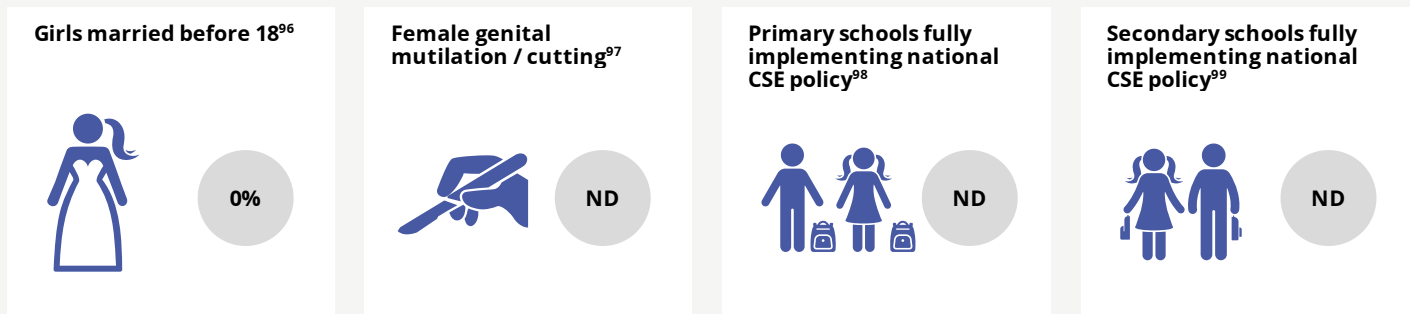 Girls married before 18⁹⁶
0%
Female genital
mutilation / cutting⁹⁷
ND
Primary schools fully
implementing national
CSE policy⁹⁸
ND
Secondary schools fully
implementing national
CSE policy⁹⁹
ND